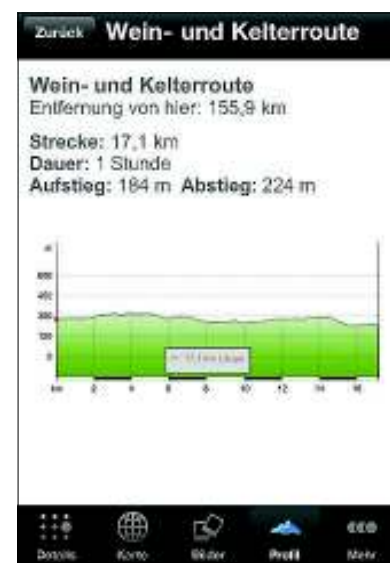 Zurück Wein- und Kelterroute
Wein- und Kelterroute
Entfernung von hier: 155,9 km
Strecke: 17,1 km
Dauer: 1 Stunde
Aufstieg: 184 m Abstieg: 224 m
0
km 2 4 6 8 10 12 14 16
Details Karte Bilder Profil Mehr